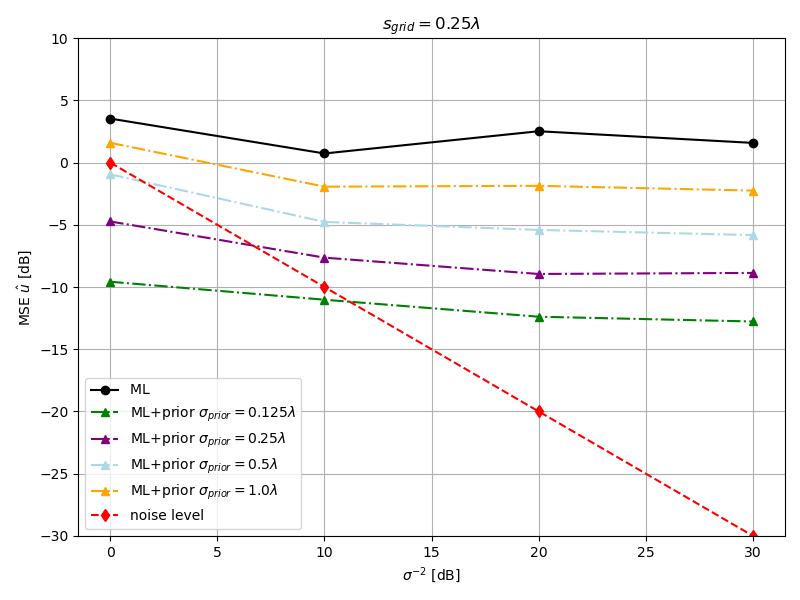 s_grid = 0.25λ
10
5
0
−5
−10
−15
−20
−25
−30
MSE û [dB]
ML
ML+prior σ_prior = 0.125λ
ML+prior σ_prior = 0.25λ
ML+prior σ_prior = 0.5λ
ML+prior σ_prior = 1.0λ
noise level
0 5 10 15 20 25 30
σ⁻² [dB]